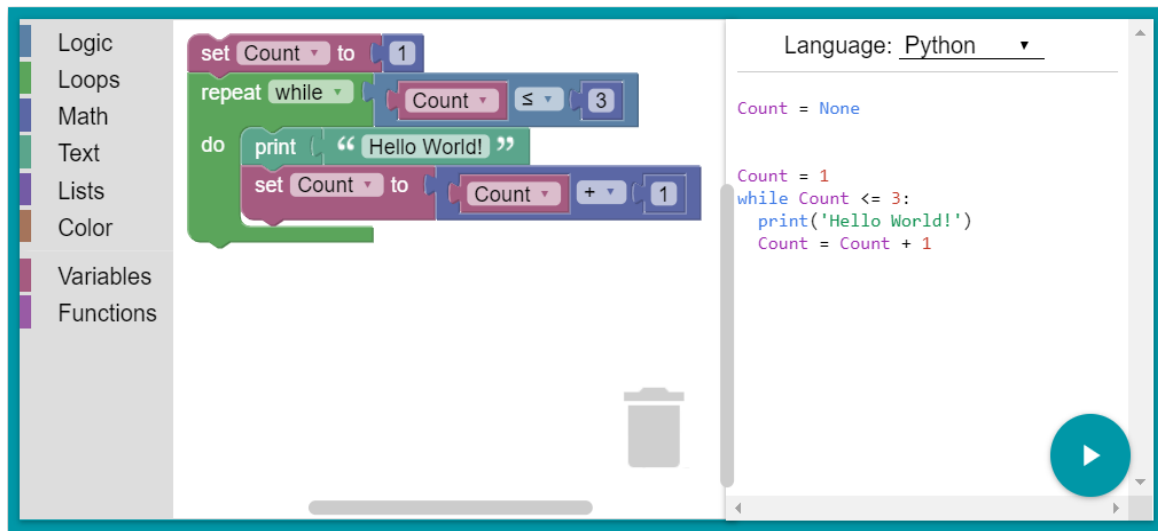 Logic
Loops
Math
Text
Lists
Color
Variables
Functions
set Count to 1
repeat while Count ≤ 3
do print “ Hello World! ”
set Count to Count + 1
Language: Python
Count = None
Count = 1
while Count <= 3:
  print('Hello World!')
  Count = Count + 1